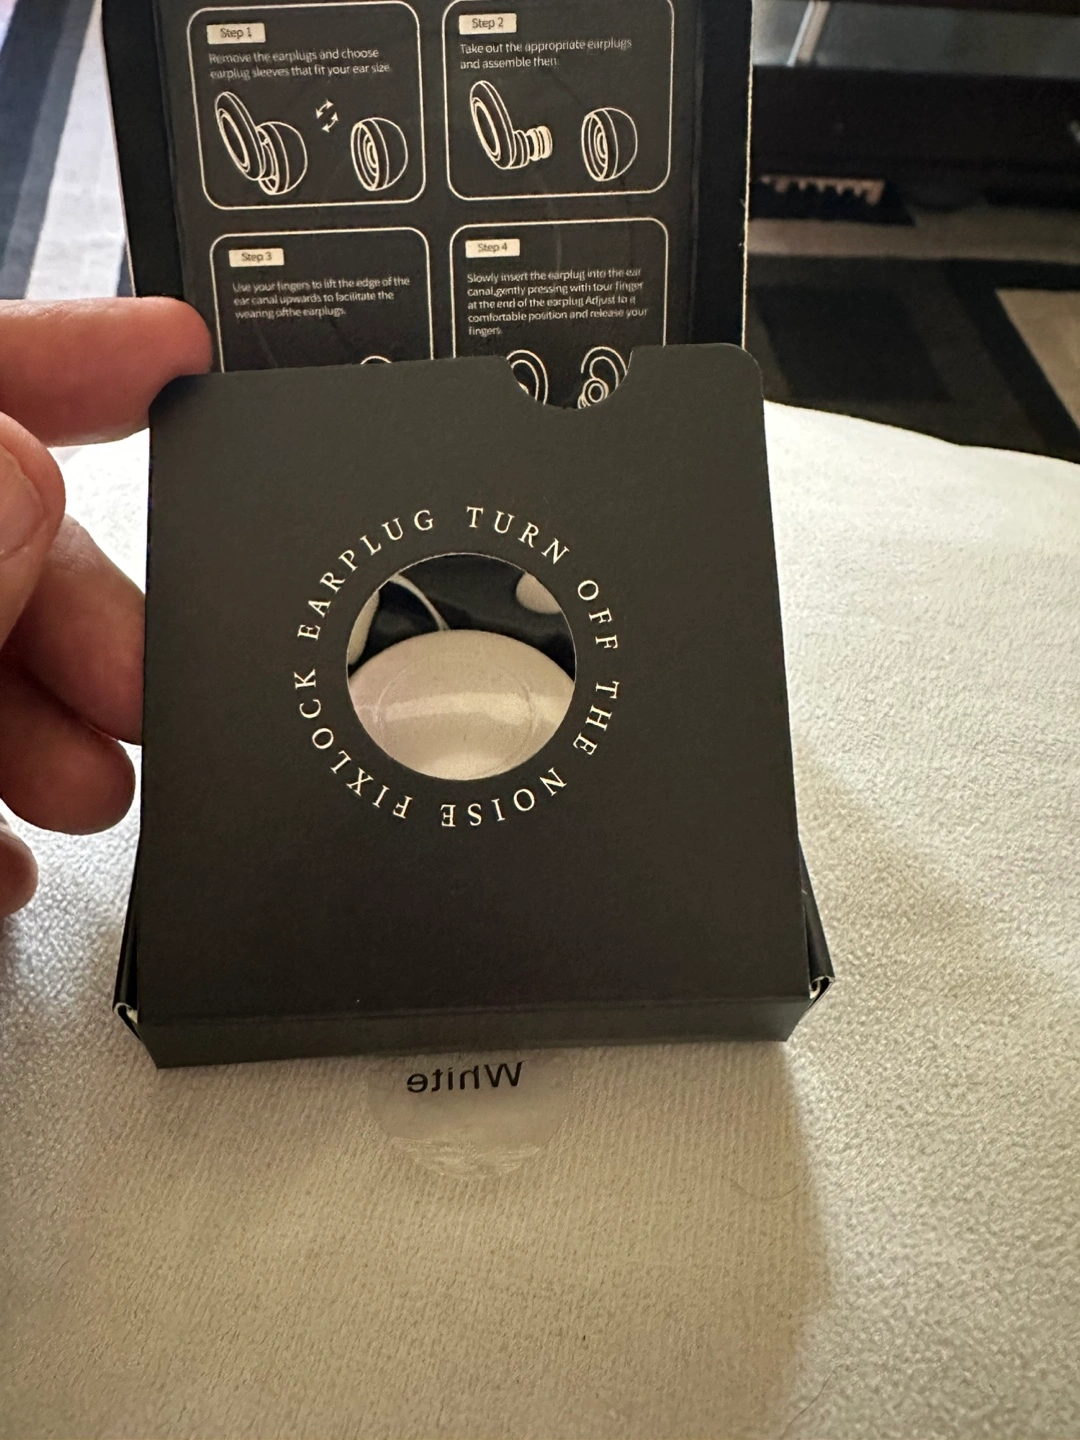 Step 1
Remove the earplugs and choose
earplug sleeves that fit your ear size.
Step 2
Take out the appropriate earplugs
and assemble them.
Step 3
Use your fingers to lift the edge of the
ear canal upwards to facilitate the
wearing ofthe earplugs.
Step 4
Slowly insert the earplug into the ear
canal,gently pressing with tour finger
at the end of the earplug Adjust to a
comfortable position and release your
fingers.
FIXLOCK EARPLUG TURN OFF THE NOISE
White